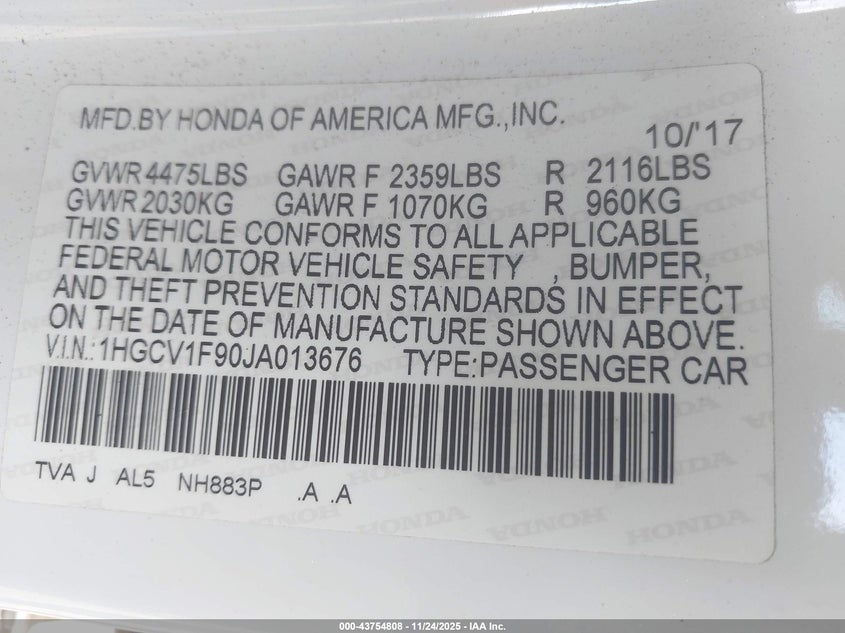 MFD.BY HONDA OF AMERICA MFG.,INC. 10/'17
GVWR 4475LBS GAWR F 2359LBS R 2116LBS
GVWR 2030KG GAWR F 1070KG R 960KG
THIS VEHICLE CONFORMS TO ALL APPLICABLE
FEDERAL MOTOR VEHICLE SAFETY , BUMPER,
AND THEFT PREVENTION STANDARDS IN EFFECT
ON THE DATE OF MANUFACTURE SHOWN ABOVE.
V.I.N.:1HGCV1F90JA013676 TYPE:PASSENGER CAR
TVA J AL5 NH883P .A .A
HONDA HONDA
000-43754808 - 11/24/2025 - IAA Inc.